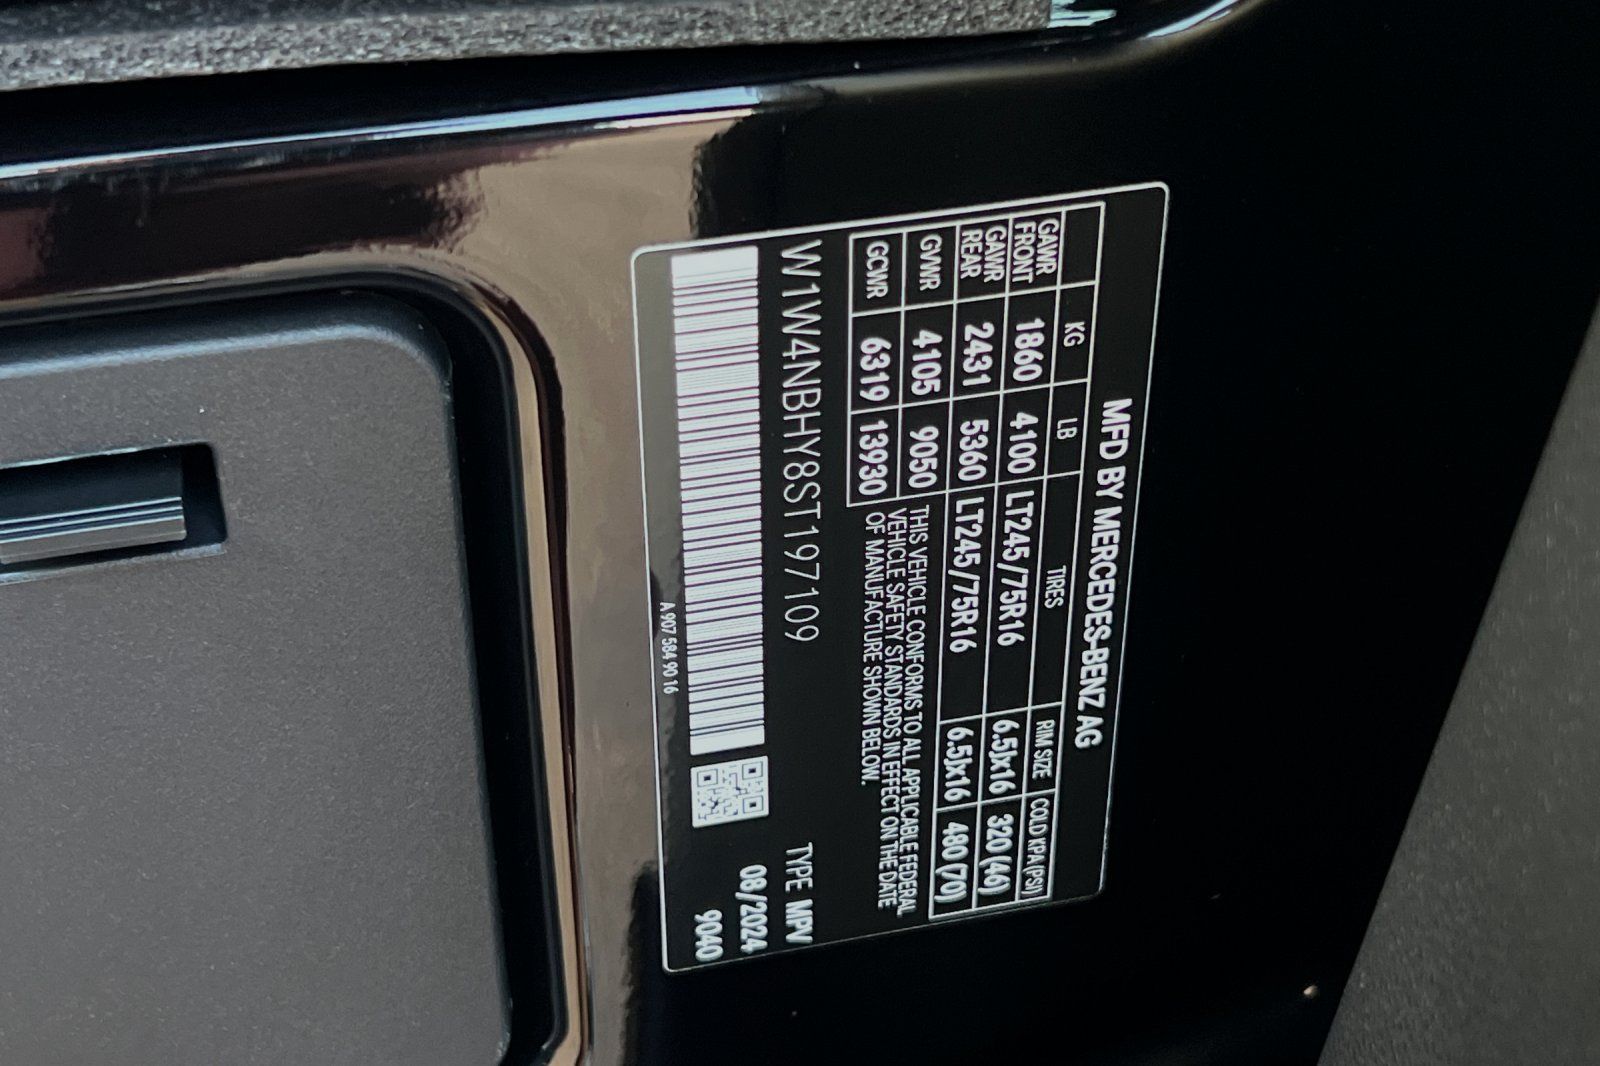 MFD BY MERCEDES-BENZ AG
KG LB TIRES RIM SIZE COLD KPA(PSI)
GAWR FRONT 1860 4100 LT245/75R16 6.5Jx16 320(46)
GAWR REAR 2431 5360 LT245/75R16 6.5Jx16 480(70)
GVWR 4105 9050
GCWR 6319 13930
THIS VEHICLE CONFORMS TO ALL APPLICABLE FEDERAL
VEHICLE SAFETY STANDARDS IN EFFECT ON THE DATE
OF MANUFACTURE SHOWN BELOW.
W1W4NBHY8ST197109
TYPE MPV
08/2024
9040
A 907 584 90 16